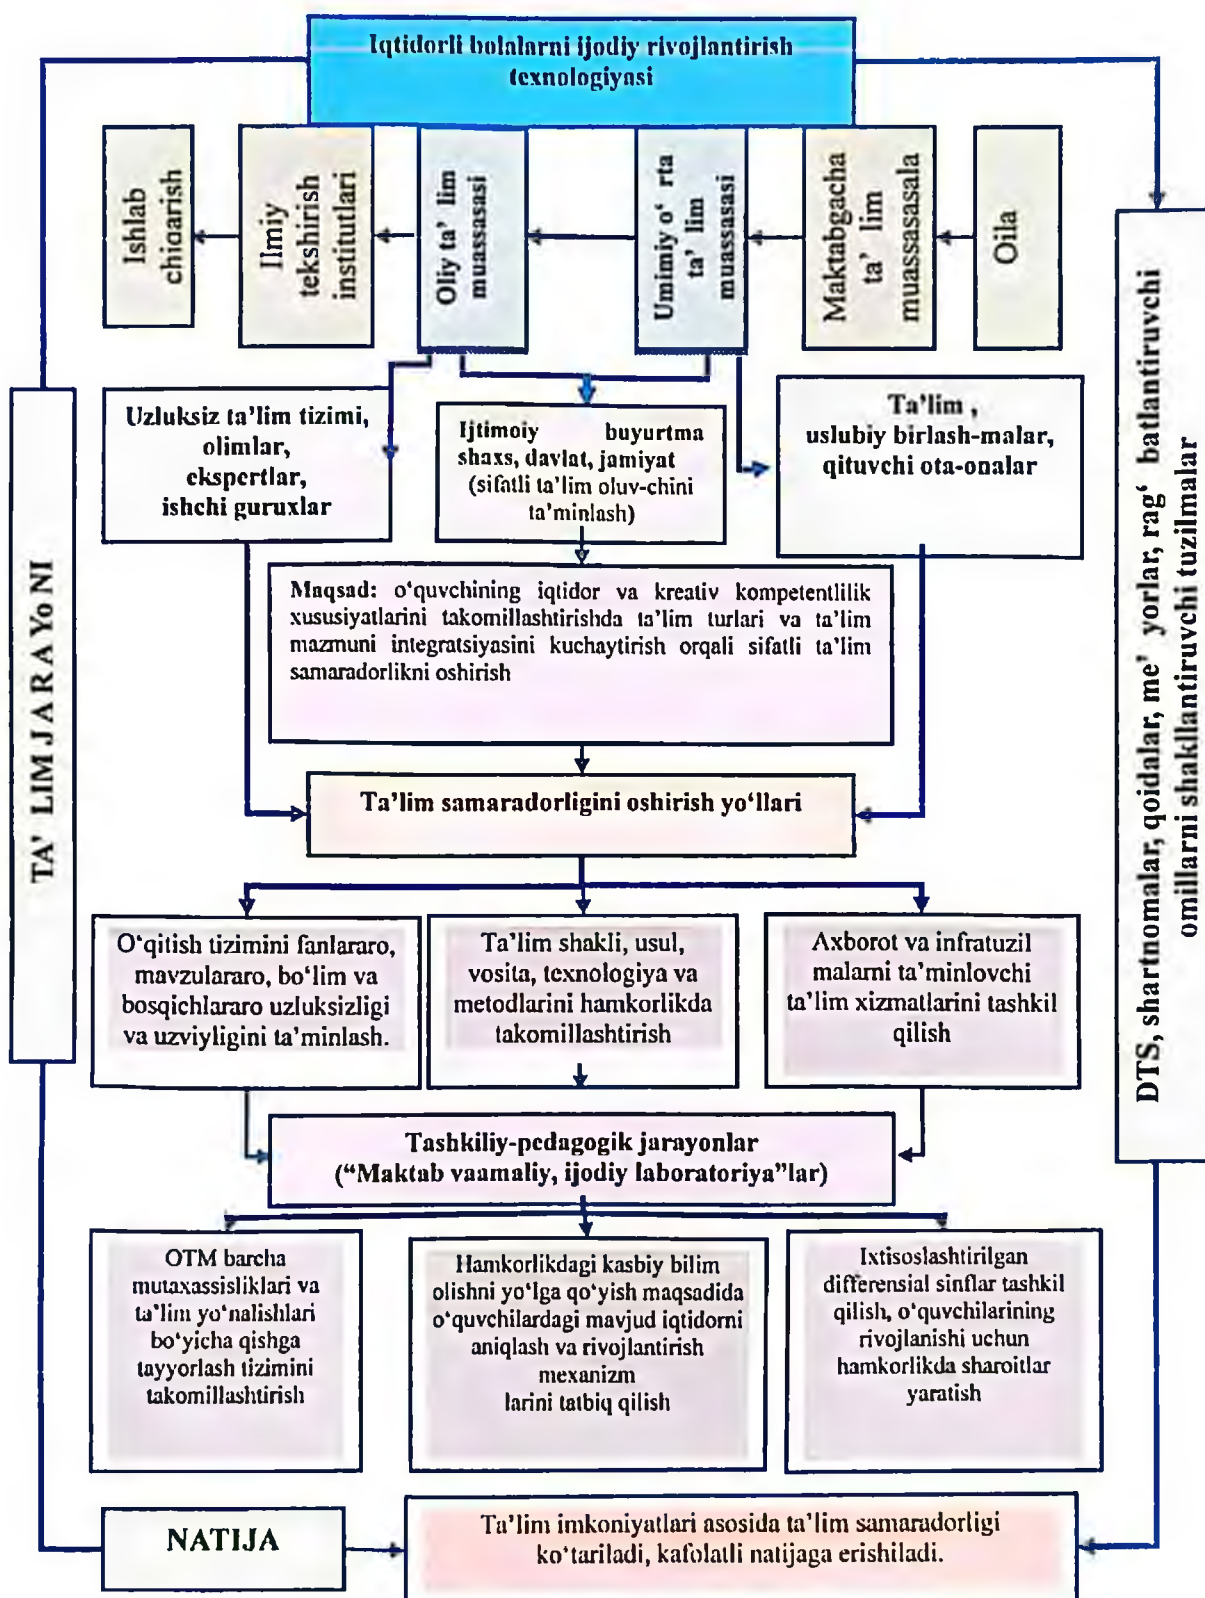 Iqtidorli bolalarni ijodiy rivojlantirish
texnologiyasi
Ishlab
chiqarish
Ilmiy
tekshirish
institutlari
Oliy ta' lim
muassasasi
Umimiy o‘ rta
ta' lim
muassasasi
Maktabgacha
ta' lim
muassasasala
Oila
TA' LIM J A R A Yo NI
DTS, shartnomalar, qoidalar, me' yorlar, rag‘ batlantiruvchi
omillarni shakllantiruvchi tuzilmalar
Uzluksiz ta’lim tizimi,
olimlar,
ekspertlar,
ishchi guruxlar
Ijtimoiy buyurtma
shaxs, davlat, jamiyat
(sifatli ta’lim oluv-chini
ta’minlash)
Ta’lim ,
uslubiy birlash-malar,
qituvchi ota-onalar
Maqsad: o‘quvchining iqtidor va kreativ kompetentlilik
xususiyatlarini takomillashtirishda ta’lim turlari va ta’lim
mazmuni integratsiyasini kuchaytirish orqali sifatli ta’lim
samaradorlikni oshirish
Ta’lim samaradorligini oshirish yo‘llari
O‘qitish tizimini fanlararo,
mavzulararo, bo‘lim va
bosqichlararo uzluksizligi
va uzviyligini ta’minlash.
Ta’lim shakli, usul,
vosita, texnologiya va
metodlarini hamkorlikda
takomillashtirish
Axborot va infratuzil
malarni ta’minlovchi
ta’lim xizmatlarini tashkil
qilish
Tashkiliy-pedagogik jarayonlar
(“Maktab vaamaliy, ijodiy laboratoriya”lar)
OTM barcha
mutaxassisliklari va
ta’lim yo‘nalishlari
bo‘yicha qishga
tayyorlash tizimini
takomillashtirish
Hamkorlikdagi kasbiy bilim
olishni yo‘lga qo‘yish maqsadida
o‘quvchilardagi mavjud iqtidorni
aniqlash va rivojlantirish
mexanizm
larini tatbiq qilish
Ixtisoslashtirilgan
differensial sinflar tashkil
qilish, o‘quvchilarining
rivojlanishi uchun
hamkorlikda sharoitlar
yaratish
NATIJA
Ta’lim imkoniyatlari asosida ta’lim samaradorligi
ko‘tariladi, kafolatli natijaga erishiladi.